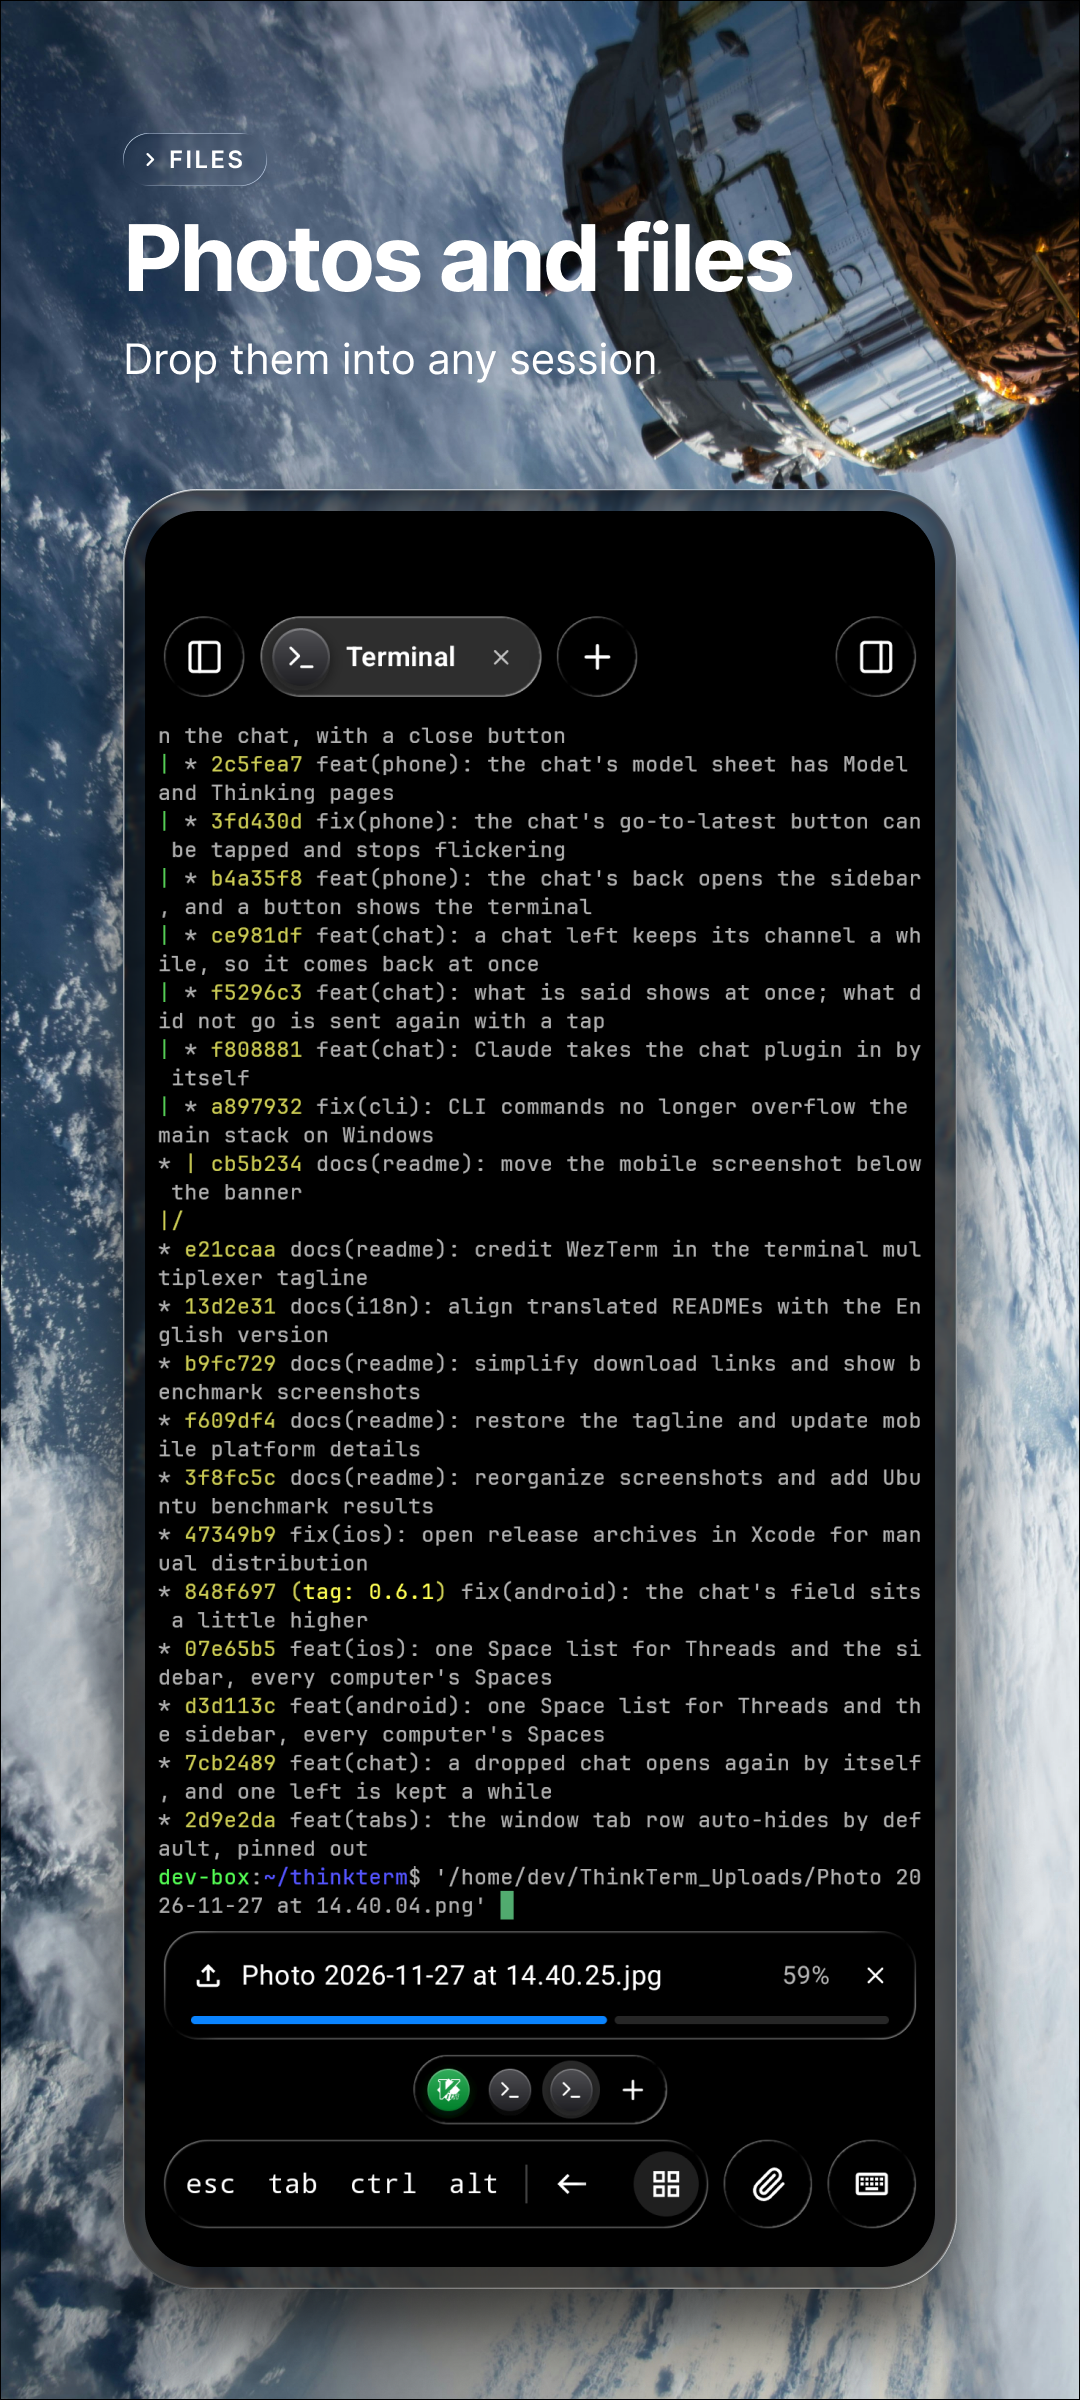 > FILES
Photos and files
Drop them into any session
Terminal
n the chat, with a close button
| * 2c5fea7 feat(phone): the chat's model sheet has Model
and Thinking pages
| * 3fd430d fix(phone): the chat's go-to-latest button can
be tapped and stops flickering
| * b4a35f8 feat(phone): the chat's back opens the sidebar
, and a button shows the terminal
| * ce981df feat(chat): a chat left keeps its channel a wh
ile, so it comes back at once
| * f5296c3 feat(chat): what is said shows at once; what d
id not go is sent again with a tap
| * f808881 feat(chat): Claude takes the chat plugin in by
itself
| * a897932 fix(cli): CLI commands no longer overflow the
main stack on Windows
* | cb5b234 docs(readme): move the mobile screenshot below
the banner
|/
* e21ccaa docs(readme): credit WezTerm in the terminal mul
tiplexer tagline
* 13d2e31 docs(i18n): align translated READMEs with the En
glish version
* b9fc729 docs(readme): simplify download links and show b
enchmark screenshots
* f609df4 docs(readme): restore the tagline and update mob
ile platform details
* 3f8fc5c docs(readme): reorganize screenshots and add Ubu
ntu benchmark results
* 47349b9 fix(ios): open release archives in Xcode for man
ual distribution
* 848f697 (tag: 0.6.1) fix(android): the chat's field sits
a little higher
* 07e65b5 feat(ios): one Space list for Threads and the si
debar, every computer's Spaces
* d3d113c feat(android): one Space list for Threads and th
e sidebar, every computer's Spaces
* 7cb2489 feat(chat): a dropped chat opens again by itself
, and one left is kept a while
* 2d9e2da feat(tabs): the window tab row auto-hides by def
ault, pinned out
dev-box:~/thinkterm$ '/home/dev/ThinkTerm_Uploads/Photo 20
26-11-27 at 14.40.04.png'
Photo 2026-11-27 at 14.40.25.jpg 59%
esc tab ctrl alt